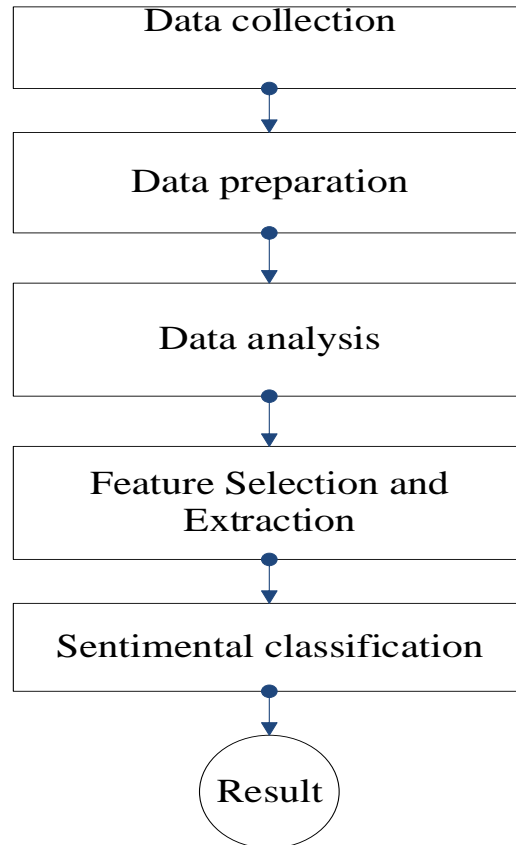 Data collection
Data preparation
Data analysis
Feature Selection and
Extraction
Sentimental classification
Result